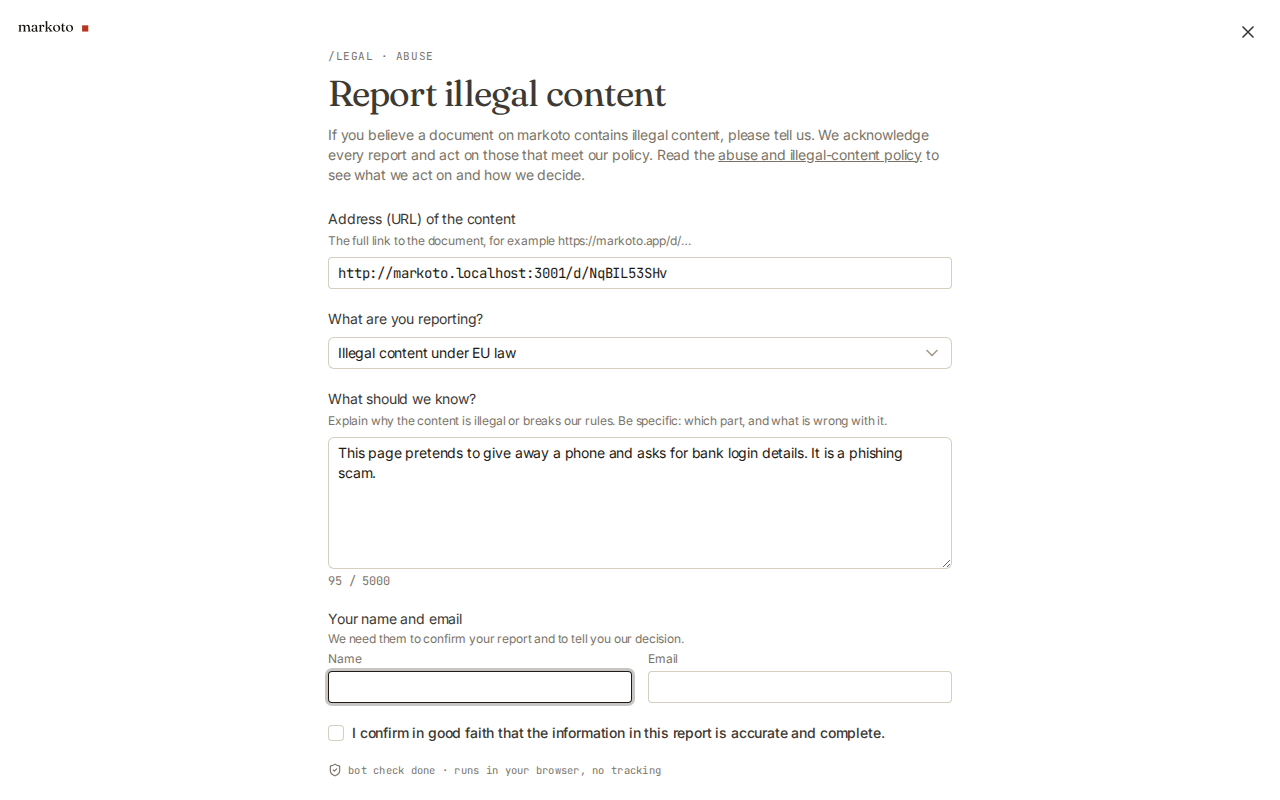 markoto
/LEGAL · ABUSE
Report illegal content
If you believe a document on markoto contains illegal content, please tell us. We acknowledge
every report and act on those that meet our policy. Read the abuse and illegal-content policy to
see what we act on and how we decide.
Address (URL) of the content
The full link to the document, for example https://markoto.app/d/...
http://markoto.localhost:3001/d/NqBIL53SHv
What are you reporting?
Illegal content under EU law
What should we know?
Explain why the content is illegal or breaks our rules. Be specific: which part, and what is wrong with it.
This page pretends to give away a phone and asks for bank login details. It is a phishing
scam.
95 / 5000
Your name and email
We need them to confirm your report and to tell you our decision.
Name
Email
I confirm in good faith that the information in this report is accurate and complete.
bot check done · runs in your browser, no tracking